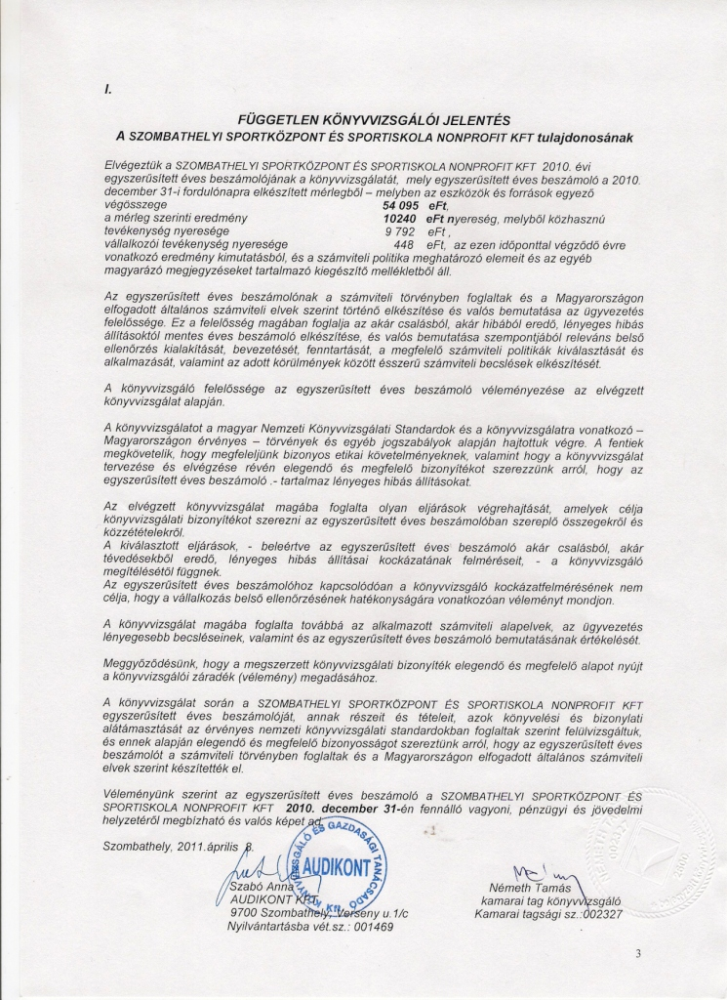 I.
FÜGGETLEN KÖNYVVIZSGÁLÓI JELENTÉS
A SZOMBATHELYI SPORTKÖZPONT ÉS SPORTISKOLA NONPROFIT KFT tulajdonosának
Elvégeztük a SZOMBATHELYI SPORTKÖZPONT ÉS SPORTISKOLA NONPROFIT KFT 2010. évi
egyszerűsített éves beszámolójának a könyvvizsgálatát, mely egyszerűsített éves beszámoló a 2010.
december 31-i fordulónapra elkészített mérlegből – melyben az eszközök és források egyező
végösszege 54 095 eFt,
a mérleg szerinti eredmény 10240 eFt nyereség, melyből közhasznú
tevékenység nyeresége 9 792 eFt ,
vállalkozói tevékenység nyeresége 448 eFt, az ezen időponttal végződő évre
vonatkozó eredmény kimutatásból, és a számviteli politika meghatározó elemeit és az egyéb
magyarázó megjegyzéseket tartalmazó kiegészítő mellékletből áll.
Az egyszerűsített éves beszámolónak a számviteli törvényben foglaltak és a Magyarországon
elfogadott általános számviteli elvek szerint történő elkészítése és valós bemutatása az ügyvezetés
felelőssége. Ez a felelősség magában foglalja az akár csalásból, akár hibából eredő, lényeges hibás
állításoktól mentes éves beszámoló elkészítése, és valós bemutatása szempontjából releváns belső
ellenőrzés kialakítását, bevezetését, fenntartását, a megfelelő számviteli politikák kiválasztását és
alkalmazását, valamint az adott körülmények között ésszerű számviteli becslések elkészítését.
A könyvvizsgáló felelőssége az egyszerűsített éves beszámoló véleményezése az elvégzett
könyvvizsgálat alapján.
A könyvvizsgálatot a magyar Nemzeti Könyvvizsgálati Standardok és a könyvvizsgálatra vonatkozó –
Magyarországon érvényes – törvények és egyéb jogszabályok alapján hajtottuk végre. A fentiek
megkövetelik, hogy megfeleljünk bizonyos etikai követelményeknek, valamint hogy a könyvvizsgálat
tervezése és elvégzése révén elegendő és megfelelő bizonyítékot szerezzünk arról, hogy az
egyszerűsített éves beszámoló .- tartalmaz lényeges hibás állításokat.
Az elvégzett könyvvizsgálat magába foglalta olyan eljárások végrehajtását, amelyek célja
könyvvizsgálati bizonyítékot szerezni az egyszerűsített éves beszámolóban szereplő összegekről és
közzétételekről.
A kiválasztott eljárások, - beleértve az egyszerűsített éves beszámoló akár csalásból, akár
tévedésekből eredő, lényeges hibás állításai kockázatának felméréseit, - a könyvvizsgáló
megítélésétől függnek.
Az egyszerűsített éves beszámolóhoz kapcsolódóan a könyvvizsgáló kockázatfelmérésének nem
célja, hogy a vállalkozás belső ellenőrzésének hatékonyságára vonatkozóan véleményt mondjon.
A könyvvizsgálat magába foglalta továbbá az alkalmazott számviteli alapelvek, az ügyvezetés
lényegesebb becsléseinek, valamint és az egyszerűsített éves beszámoló bemutatásának értékelését.
Meggyőződésünk, hogy a megszerzett könyvvizsgálati bizonyíték elegendő és megfelelő alapot nyújt
a könyvvizsgálói záradék (vélemény) megadásához.
A könyvvizsgálat során a SZOMBATHELYI SPORTKÖZPONT ÉS SPORTISKOLA NONPROFIT KFT
egyszerűsített éves beszámolóját, annak részeit és tételeit, azok könyvelési és bizonylati
alátámasztását az érvényes nemzeti könyvvizsgálati standardokban foglaltak szerint felülvizsgáltuk,
és ennek alapján elegendő és megfelelő bizonyosságot szereztünk arról, hogy az egyszerűsített éves
beszámolót a számviteli törvényben foglaltak és a Magyarországon elfogadott általános számviteli
elvek szerint készítették el.
Véleményünk szerint az egyszerűsített éves beszámoló a SZOMBATHELYI SPORTKÖZPONT ÉS
SPORTISKOLA NONPROFIT KFT 2010. december 31-én fennálló vagyoni, pénzügyi és jövedelmi
helyzetéről megbízható és valós képet ad.
Szombathely, 2011.április 8.
KÖNYVVIZSGÁLÓ ÉS GAZDASÁGI TANÁCSADÓ
AUDIKONT
Szabó Anna
AUDIKONT KFT
9700 Szombathely, Verseny u.1/c
Nyilvántartásba vét.sz.: 001469
Németh Tamás
kamarai tag könyvvizsgáló
Kamarai tagsági sz.:002327
3